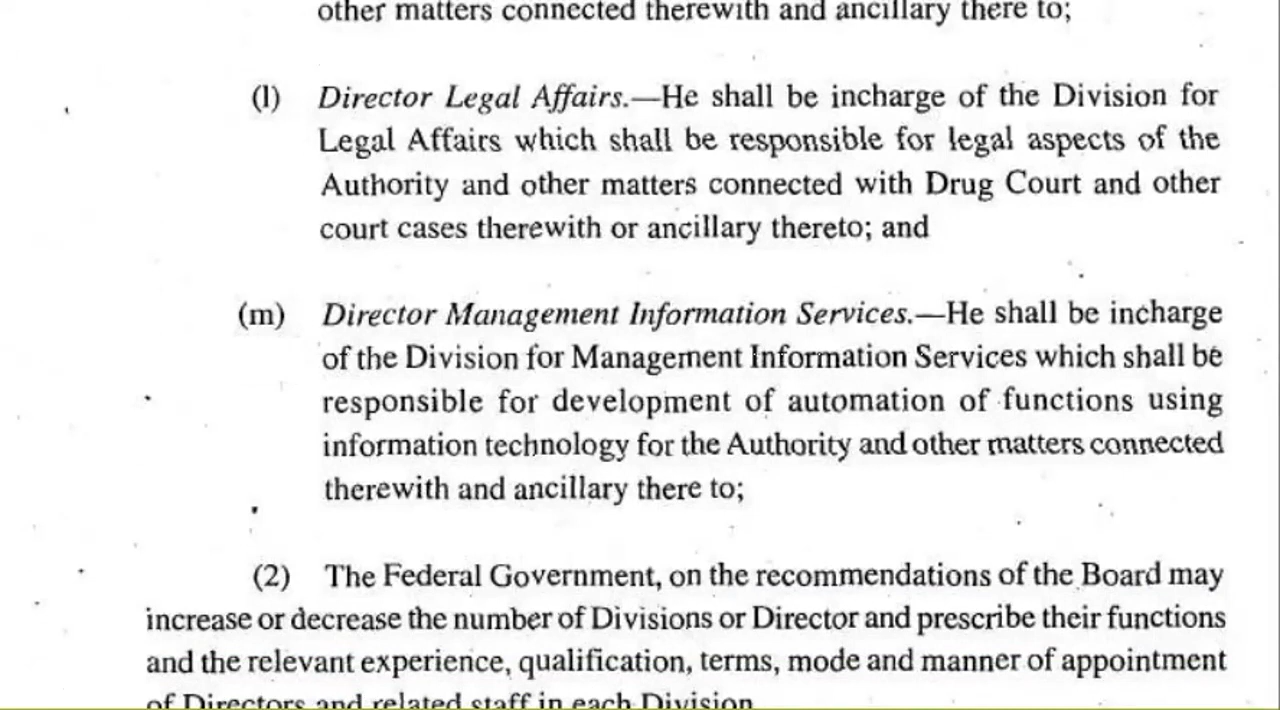 other matters connected therewith and ancillary there to;
(l) Director Legal Affairs.—He shall be incharge of the Division for
Legal Affairs which shall be responsible for legal aspects of the
Authority and other matters connected with Drug Court and other
court cases therewith or ancillary thereto; and
(m) Director Management Information Services.—He shall be incharge
of the Division for Management Information Services which shall be
responsible for development of automation of functions using
information technology for the Authority and other matters connected
therewith and ancillary there to;
(2) The Federal Government, on the recommendations of the Board may
increase or decrease the number of Divisions or Director and prescribe their functions
and the relevant experience, qualification, terms, mode and manner of appointment
of Directors and related staff in each Division